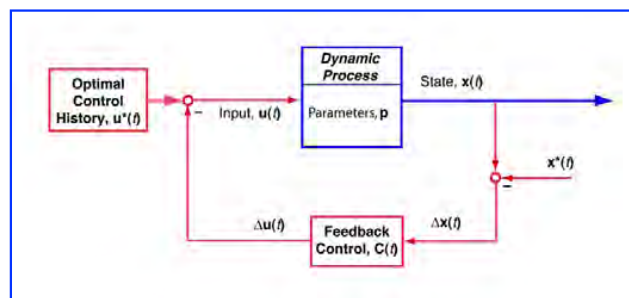 Dynamic
Process
Parameters, p
Optimal
Control
History, u*(t)
–
Input, u(t)
State, x(t)
x*(t)
–
Δu(t)
Feedback
Control, C(t)
Δx(t)